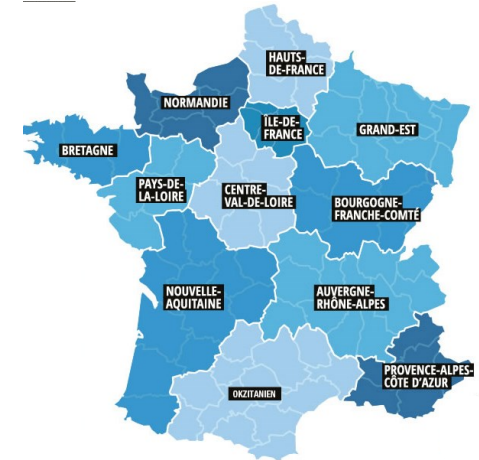 HAUTS-
DE-FRANCE
NORMANDIE
ÎLE-DE-
FRANCE
GRAND-EST
BRETAGNE
PAYS-DE-
LA-LOIRE
CENTRE-
VAL-DE-LOIRE
BOURGOGNE-
FRANCHE-COMTÉ
NOUVELLE-
AQUITAINE
AUVERGNE-
RHÔNE-ALPES
PROVENCE-ALPES-
CÔTE D'AZUR
OKZITANIEN